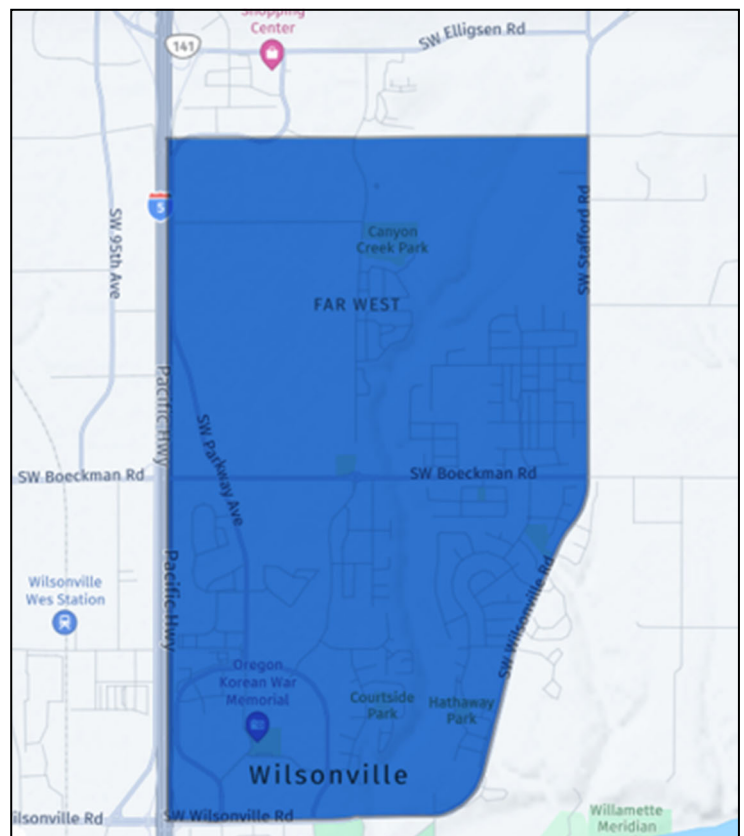 Shopping
Center
141
SW Elligsen Rd
5
SW 95th Ave
SW Stafford Rd
Canyon
Creek Park
FAR WEST
Pacific Hwy
SW Parkway Ave
SW Boeckman Rd
SW Boeckman Rd
Pacific Hwy
Wilsonville
Wes Station
SW Wilsonville Rd
Oregon
Korean War
Memorial
Courtside
Park
Hathaway
Park
Wilsonville
ilsonville Rd
SW Wilsonville Rd
Willamette
Meridian